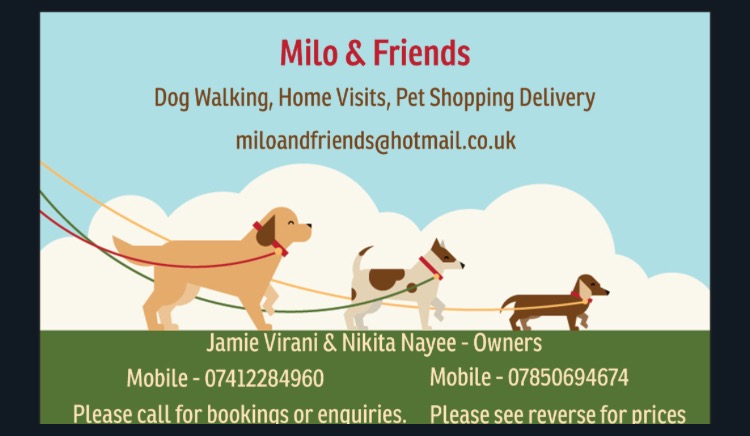 Milo & Friends
Dog Walking, Home Visits, Pet Shopping Delivery
miloandfriends@hotmail.co.uk
Jamie Virani & Nikita Nayee - Owners
Mobile - 07412284960 Mobile - 07850694674
Please call for bookings or enquiries. Please see reverse for prices